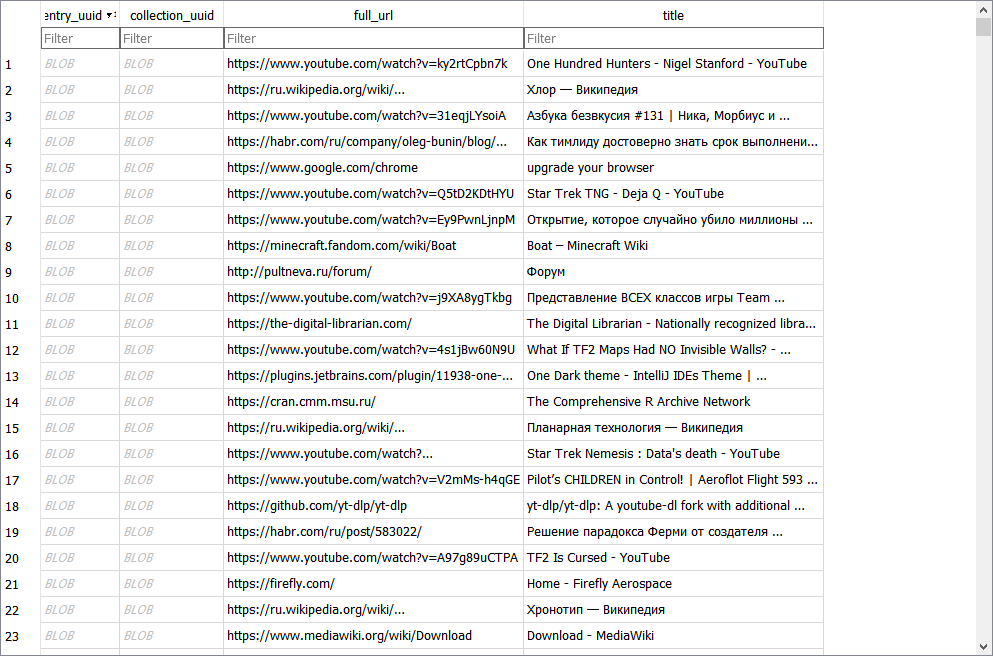 entry_uuid collection_uuid full_url title
Filter Filter Filter Filter
1 BLOB BLOB https://www.youtube.com/watch?v=ky2rtCpbn7k One Hundred Hunters - Nigel Stanford - YouTube
2 BLOB BLOB https://ru.wikipedia.org/wiki/... Хлор — Википедия
3 BLOB BLOB https://www.youtube.com/watch?v=31eqjLYsoiA Азбука безвкусия #131 | Ника, Морбиус и ...
4 BLOB BLOB https://habr.com/ru/company/oleg-bunin/blog/... Как тимлиду достоверно знать срок выполнени...
5 BLOB BLOB https://www.google.com/chrome upgrade your browser
6 BLOB BLOB https://www.youtube.com/watch?v=Q5tD2KDtHYU Star Trek TNG - Deja Q - YouTube
7 BLOB BLOB https://www.youtube.com/watch?v=Ey9PwnLjnpM Открытие, которое случайно убило миллионы ...
8 BLOB BLOB https://minecraft.fandom.com/wiki/Boat Boat – Minecraft Wiki
9 BLOB BLOB http://pultneva.ru/forum/ Форум
10 BLOB BLOB https://www.youtube.com/watch?v=j9XA8ygTkbg Представление ВСЕХ классов игры Team ...
11 BLOB BLOB https://the-digital-librarian.com/ The Digital Librarian - Nationally recognized libra...
12 BLOB BLOB https://www.youtube.com/watch?v=4s1jBw60N9U What If TF2 Maps Had NO Invisible Walls? - ...
13 BLOB BLOB https://plugins.jetbrains.com/plugin/11938-one-... One Dark theme - IntelliJ IDEs Theme | ...
14 BLOB BLOB https://cran.cmm.msu.ru/ The Comprehensive R Archive Network
15 BLOB BLOB https://ru.wikipedia.org/wiki/... Планарная технология — Википедия
16 BLOB BLOB https://www.youtube.com/watch?... Star Trek Nemesis : Data's death - YouTube
17 BLOB BLOB https://www.youtube.com/watch?v=V2mMs-h4qGE Pilot’s CHILDREN in Control! | Aeroflot Flight 593 ...
18 BLOB BLOB https://github.com/yt-dlp/yt-dlp yt-dlp/yt-dlp: A youtube-dl fork with additional ...
19 BLOB BLOB https://habr.com/ru/post/583022/ Решение парадокса Ферми от создателя ...
20 BLOB BLOB https://www.youtube.com/watch?v=A97g89uCTPA TF2 Is Cursed - YouTube
21 BLOB BLOB https://firefly.com/ Home - Firefly Aerospace
22 BLOB BLOB https://ru.wikipedia.org/wiki/... Хронотип — Википедия
23 BLOB BLOB https://www.mediawiki.org/wiki/Download Download - MediaWiki